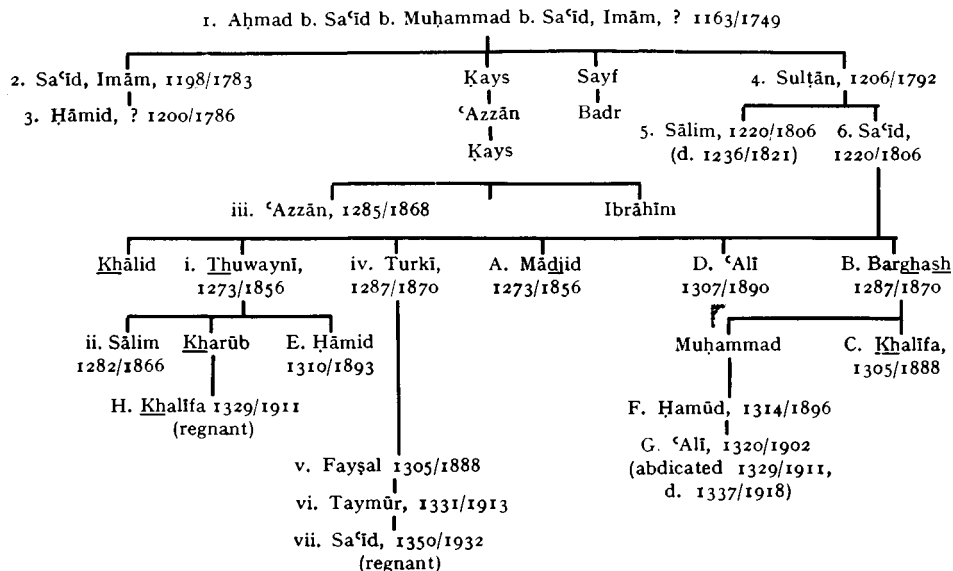 1. Aḥmad b. Saʿīd b. Muḥammad b. Saʿīd, Imām, ? 1163/1749
2. Saʿīd, Imām, 1198/1783
Ḳays
Sayf
4. Sulṭān, 1206/1792
3. Ḥāmid, ? 1200/1786
ʿAzzān
Badr
5. Sālim, 1220/1806
6. Saʿīd,
Ḳays
(d. 1236/1821)
1220/1806
iii. ʿAzzān, 1285/1868
Ibrāhīm
Khālid
i. Thuwaynī,
iv. Turkī,
A. Mādjid
D. ʿAlī
B. Barghash
1273/1856
1287/1870
1273/1856
1307/1890
1287/1870
ii. Sālim
Kharūb
E. Ḥāmid
Muḥammad
C. Khalīfa,
1282/1866
1310/1893
1305/1888
H. Khalīfa 1329/1911
F. Ḥamūd, 1314/1896
(regnant)
G. ʿAlī, 1320/1902
v. Fayṣal 1305/1888
(abdicated 1329/1911,
vi. Taymūr, 1331/1913
d. 1337/1918)
vii. Saʿīd, 1350/1932
(regnant)